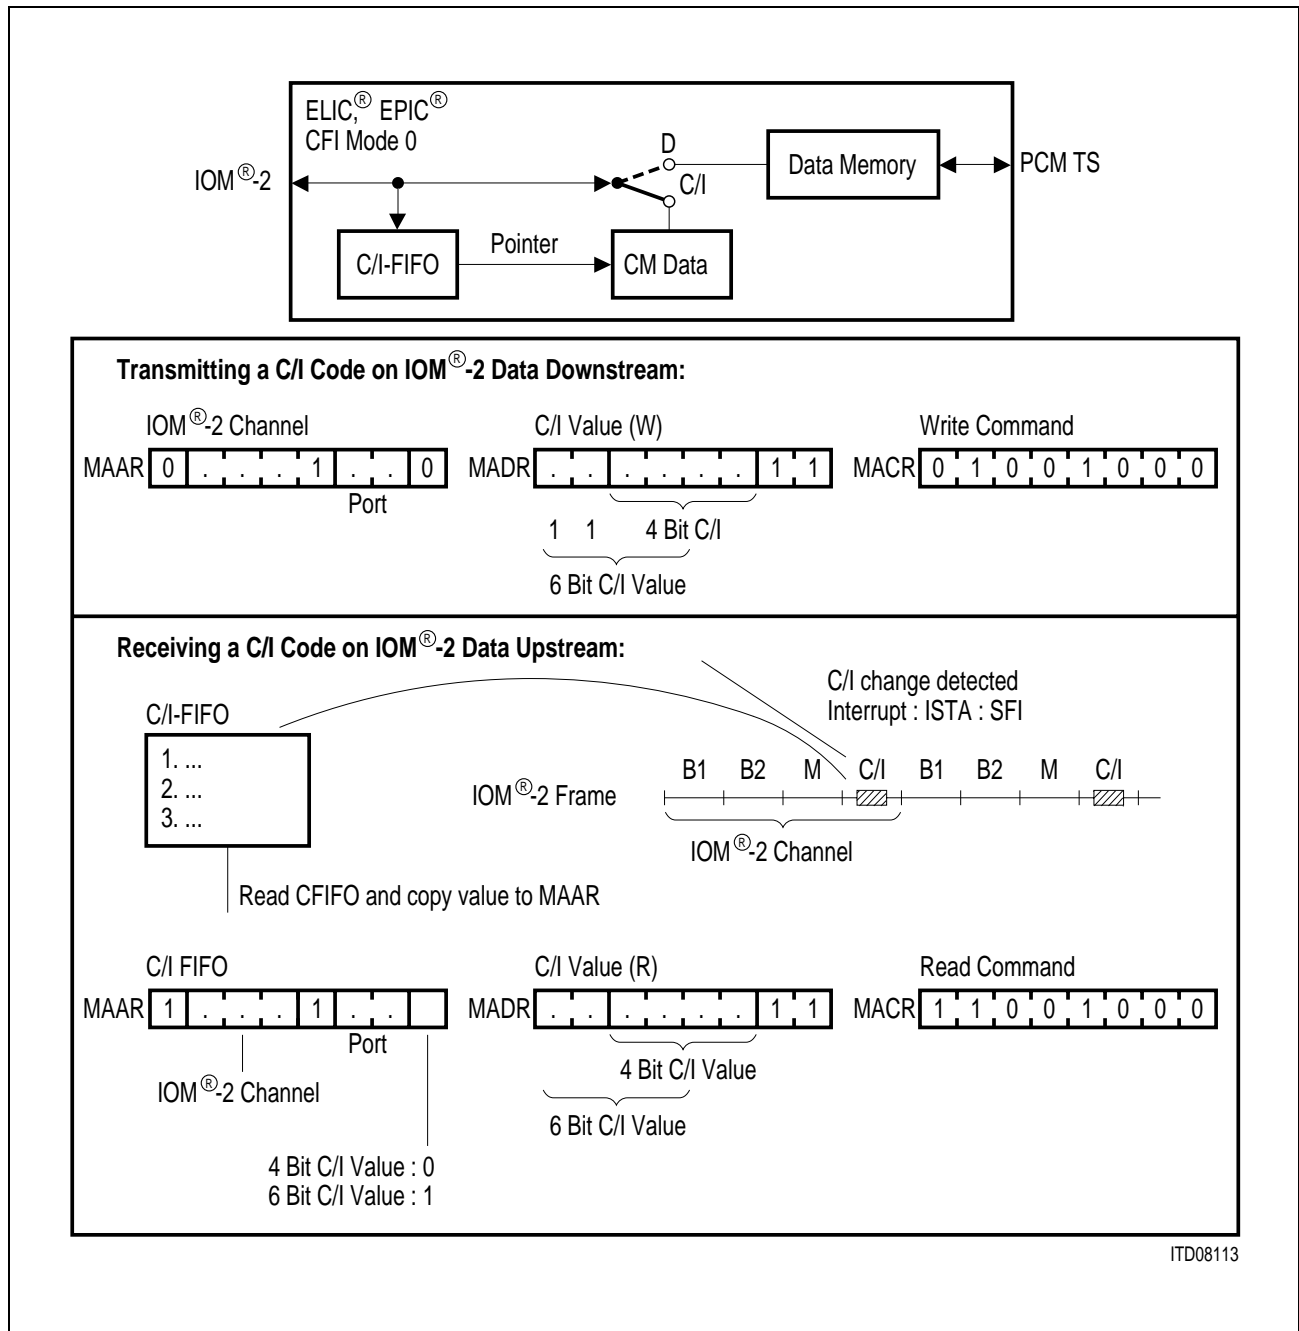 ELIC,® EPIC®
CFI Mode 0
IOM®-2
D
C/I
Data Memory
PCM TS
C/I-FIFO
Pointer
CM Data
Transmitting a C/I Code on IOM®-2 Data Downstream:
IOM®-2 Channel
C/I Value (W)
Write Command
MAAR 0 . . . 1 . . 0
MADR . . . . . . 1 1
MACR 0 1 0 0 1 0 0 0
Port
1 1 4 Bit C/I
6 Bit C/I Value
Receiving a C/I Code on IOM®-2 Data Upstream:
C/I change detected
Interrupt : ISTA : SFI
C/I-FIFO
1. ...
2. ...
3. ...
B1 B2 M C/I B1 B2 M C/I
IOM®-2 Frame
IOM®-2 Channel
Read CFIFO and copy value to MAAR
C/I FIFO
C/I Value (R)
Read Command
MAAR 1 . . . 1 . .
MADR . . . . . . 1 1
MACR 1 1 0 0 1 0 0 0
Port
IOM®-2 Channel
4 Bit C/I Value
6 Bit C/I Value
4 Bit C/I Value : 0
6 Bit C/I Value : 1
ITD08113